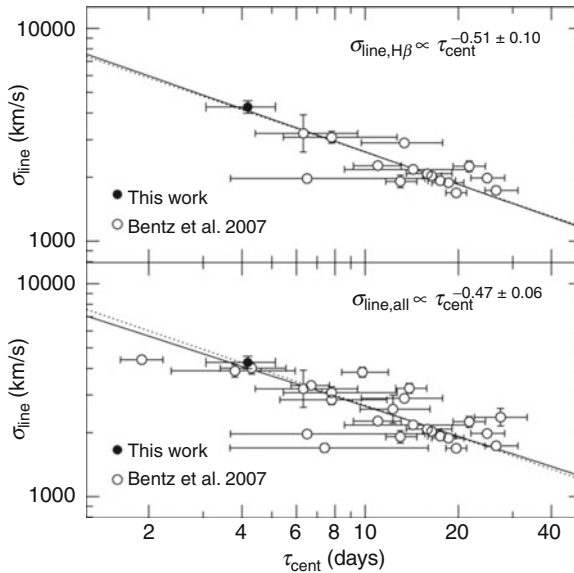 10000
σline,Hβ ∝ τcent^−0.51 ± 0.10
σline (km/s)
This work
Bentz et al. 2007
1000
10000
σline,all ∝ τcent^−0.47 ± 0.06
σline (km/s)
This work
Bentz et al. 2007
1000
2 4 6 8 10 20 40
τcent (days)